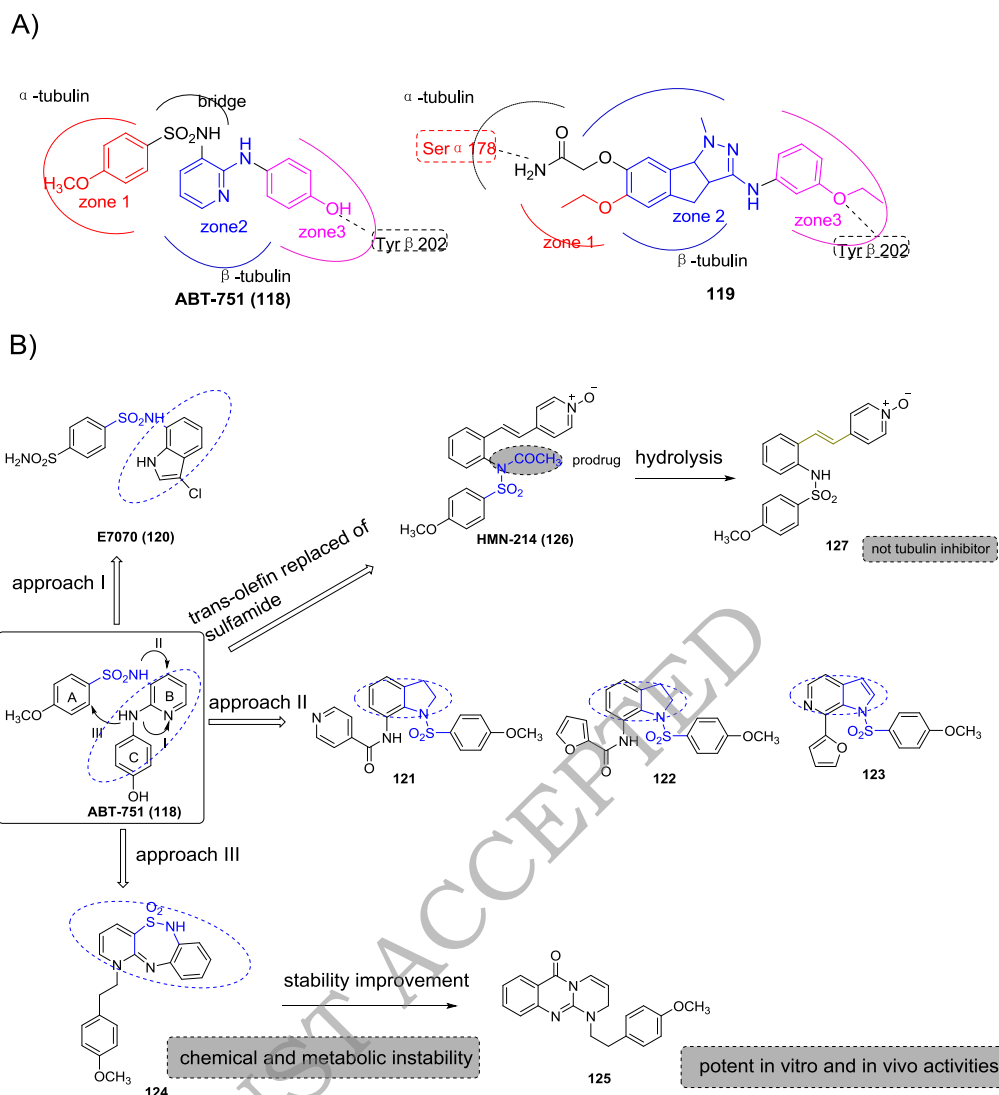 A)
α-tubulin
bridge
SO₂NH
H
N
H₃CO
zone 1
N
zone2
OH
zone3
Tyr β 202
β-tubulin
ABT-751 (118)
α-tubulin
Ser α 178
O
H₂N
O
O
zone 1
zone 2
N
N
N
H
O
zone3
Tyr β 202
β-tubulin
119
B)
SO₂NH
H₂NO₂S
HN
Cl
E7070 (120)
approach I
trans-olefin replaced of
sulfamide
N⁺
O⁻
N
COCH₃
prodrug
SO₂
H₃CO
HMN-214 (126)
hydrolysis
N⁺
O⁻
NH
SO₂
H₃CO
127
not tubulin inhibitor
II
SO₂NH
A
B
H₃CO
HN
N
III
I
C
OH
ABT-751 (118)
approach II
N
N
NH
O₂S
O
OCH₃
121
N
O
NH
O₂S
O
OCH₃
122
N
N
O
SO₂
OCH₃
123
approach III
O₂
S
NH
N
N
OCH₃
124
chemical and metabolic instability
stability improvement
O
N
N
N
OCH₃
125
potent in vitro and in vivo activities
ACCEPTED